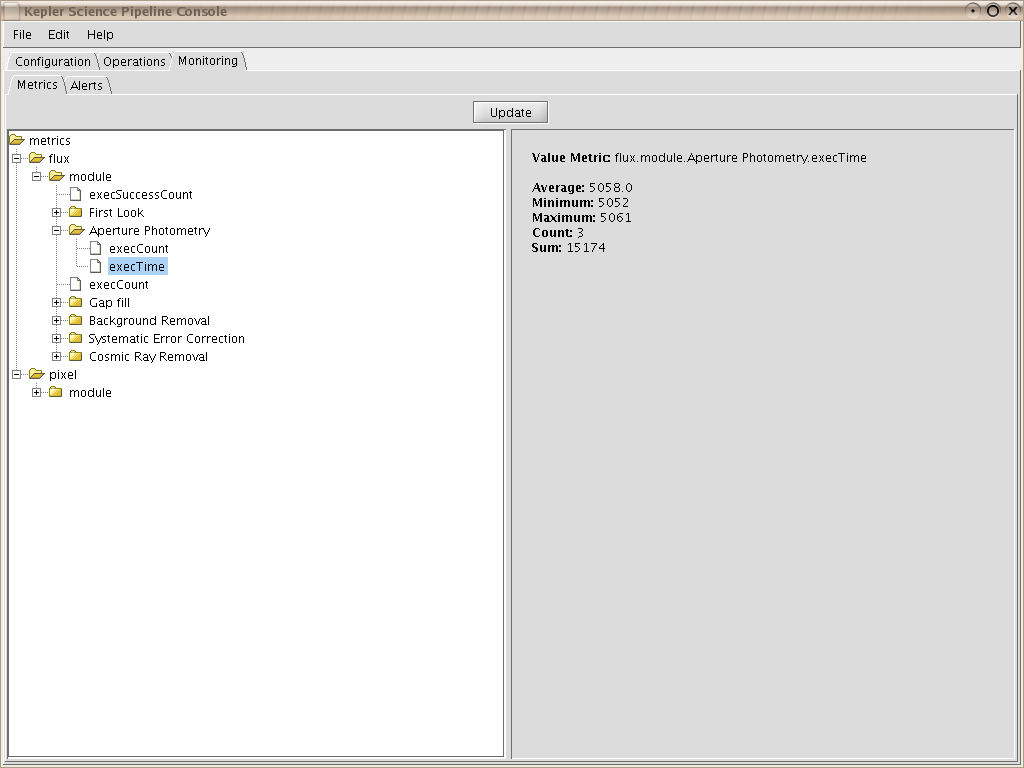 Kepler Science Pipeline Console
File Edit Help
Configuration Operations Monitoring
Metrics Alerts
Update
metrics
flux
module
execSuccessCount
First Look
Aperture Photometry
execCount
execTime
execCount
Gap fill
Background Removal
Systematic Error Correction
Cosmic Ray Removal
pixel
module
Value Metric: flux.module.Aperture Photometry.execTime
Average: 5058.0
Minimum: 5052
Maximum: 5061
Count: 3
Sum: 15174